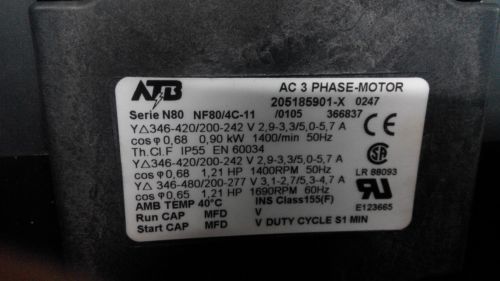 ATB
AC 3 PHASE-MOTOR
205185901-X 0247
Serie N80 NF80/4C-11 /0105 366837
Y△346-420/200-242 V 2,9-3,3/5,0-5,7 A
cos φ 0,68 0,90 kW 1400/min 50Hz
Th.Cl.F IP55 EN 60034
Y△346-420/200-242 V 2,9-3,3/5,0-5,7 A
cos φ 0,68 1,21 HP 1400RPM 50Hz
Y△ 346-480/200-277 V 3,1-2,7/5,3-4,7 A
cos φ 0,65 1,21 HP 1690RPM 60Hz
AMB TEMP 40°C INS Class155(F)
Run CAP MFD V
Start CAP MFD V DUTY CYCLE S1 MIN
CE
SA
LR 88093
UR
E123665